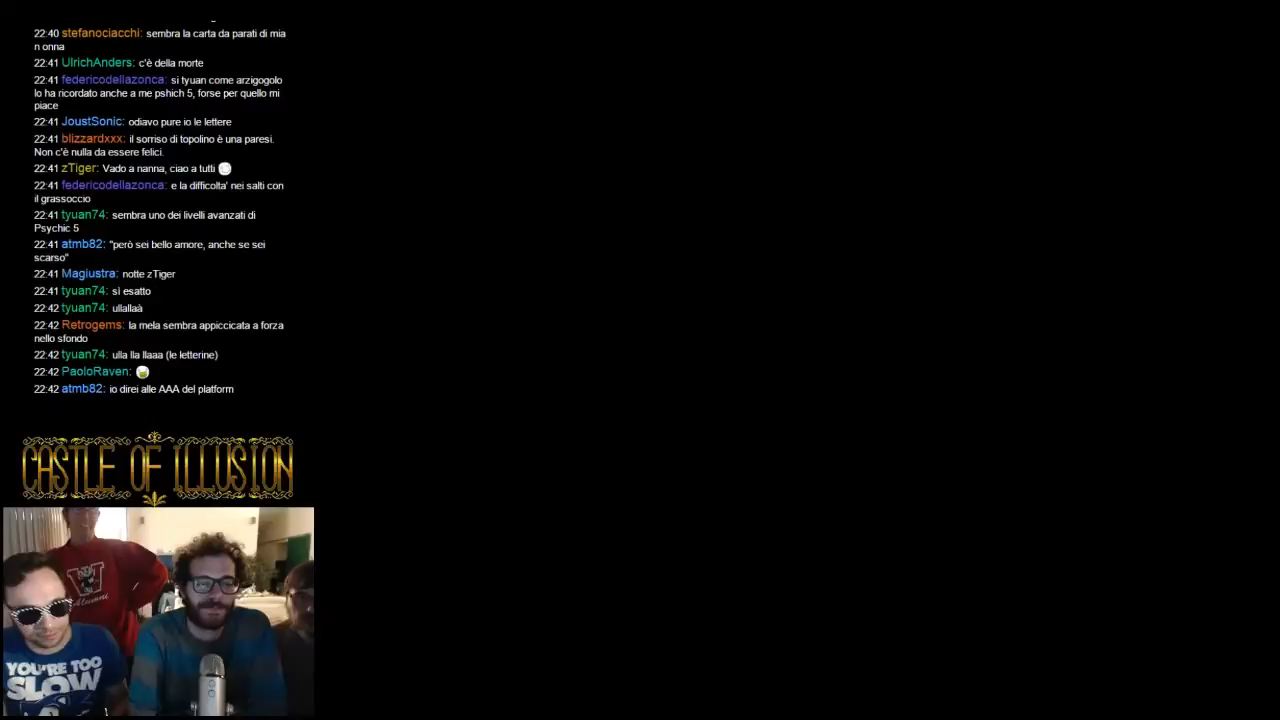 22:40 stefanociacchi: sembra la carta da parati di mia
n onna
22:41 UlrichAnders: c'è della morte
22:41 federicodellazonca: si tyuan come arzigogolo
lo ha ricordato anche a me pshich 5, forse per quello mi
piace
22:41 JoustSonic: odiavo pure io le lettere
22:41 blizzardxxx: il sorriso di topolino è una paresi.
Non c'è nulla da essere felici.
22:41 zTiger: Vado a nanna, ciao a tutti
22:41 federicodellazonca: e la difficolta' nei salti con
il grassoccio
22:41 tyuan74: sembra uno dei livelli avanzati di
Psychic 5
22:41 atmb82: "però sei bello amore, anche se sei
scarso"
22:41 Magiustra: notte zTiger
22:41 tyuan74: sì esatto
22:42 tyuan74: ullallaà
22:42 Retrogems: la mela sembra appiccicata a forza
nello sfondo
22:42 tyuan74: ulla lla llaaa (le letterine)
22:42 PaoloRaven:
22:42 atmb82: io direi alle AAA del platform
CASTLE OF ILLUSION
W
Alumni
YOU'RE TOO
SLOW